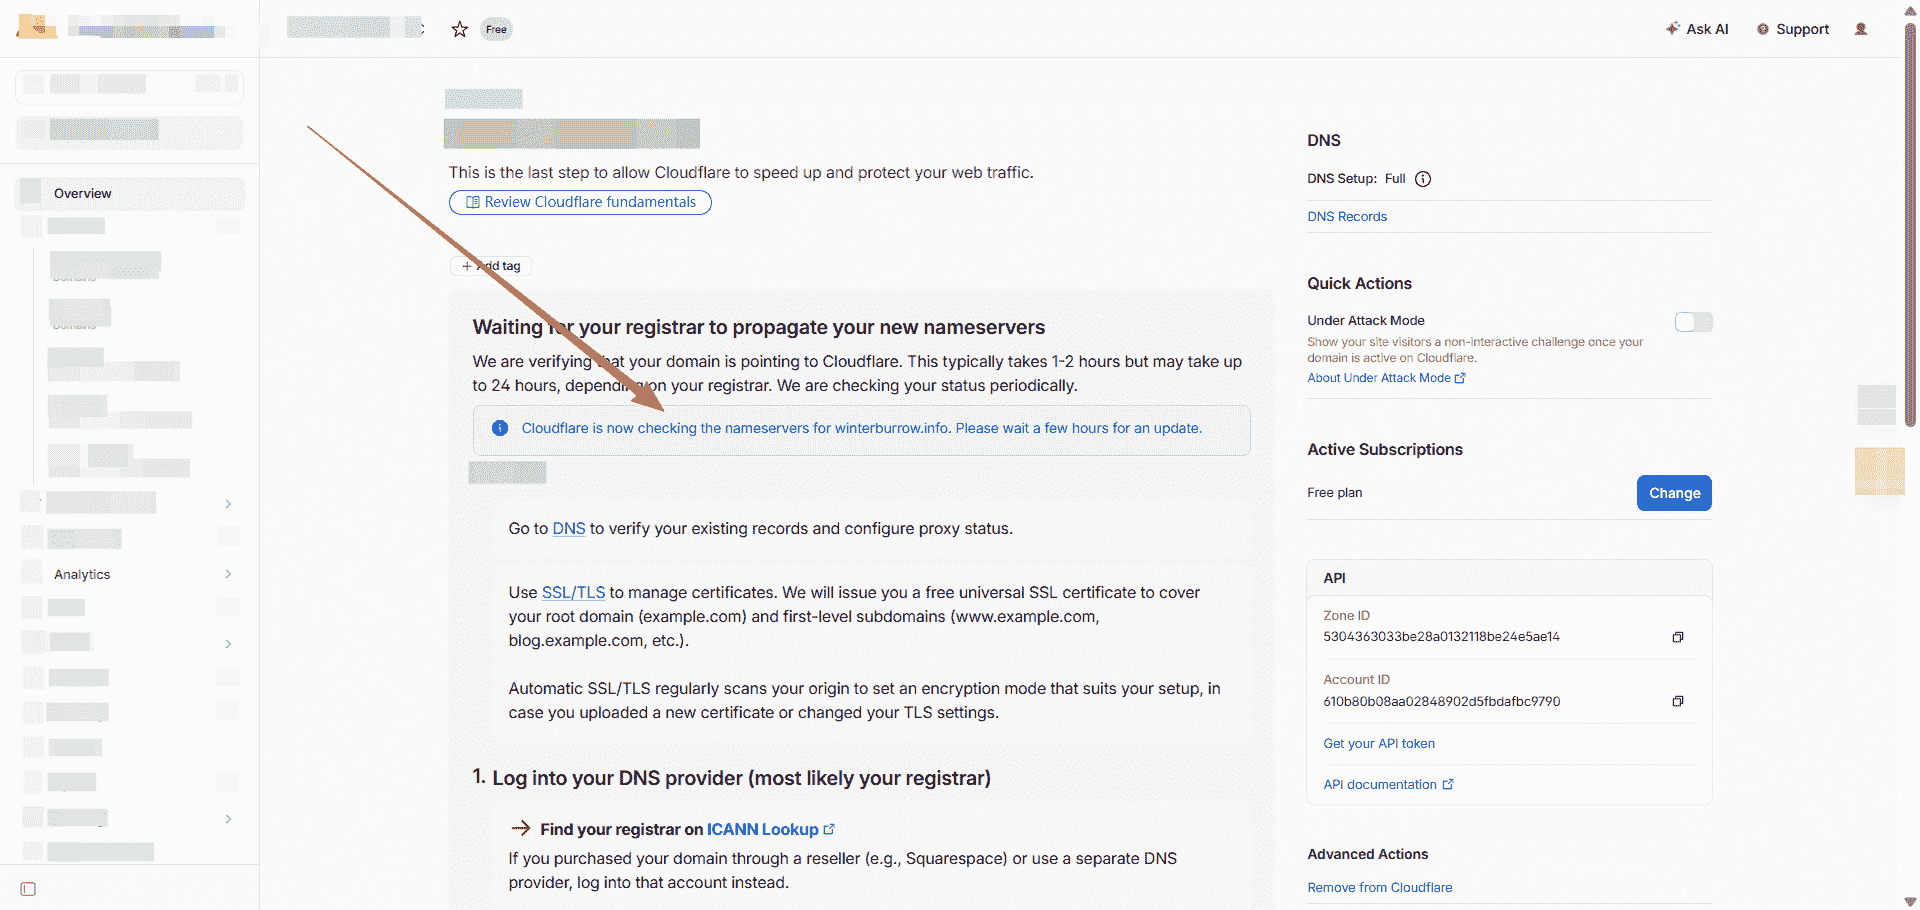 Free
Ask AI
Support
Overview
Analytics
This is the last step to allow Cloudflare to speed up and protect your web traffic.
Review Cloudflare fundamentals
+ Add tag
Waiting for your registrar to propagate your new nameservers
We are verifying that your domain is pointing to Cloudflare. This typically takes 1-2 hours but may take up
to 24 hours, depending on your registrar. We are checking your status periodically.
Cloudflare is now checking the nameservers for winterburrow.info. Please wait a few hours for an update.
Go to DNS to verify your existing records and configure proxy status.
Use SSL/TLS to manage certificates. We will issue you a free universal SSL certificate to cover
your root domain (example.com) and first-level subdomains (www.example.com,
blog.example.com, etc.).
Automatic SSL/TLS regularly scans your origin to set an encryption mode that suits your setup, in
case you uploaded a new certificate or changed your TLS settings.
1. Log into your DNS provider (most likely your registrar)
Find your registrar on ICANN Lookup
If you purchased your domain through a reseller (e.g., Squarespace) or use a separate DNS
provider, log into that account instead.
DNS
DNS Setup: Full
DNS Records
Quick Actions
Under Attack Mode
Show your site visitors a non-interactive challenge once your
domain is active on Cloudflare.
About Under Attack Mode
Active Subscriptions
Free plan
Change
API
Zone ID
5304363033be28a0132118be24e5ae14
Account ID
610b80b08aa02848902d5fbdafbc9790
Get your API token
API documentation
Advanced Actions
Remove from Cloudflare